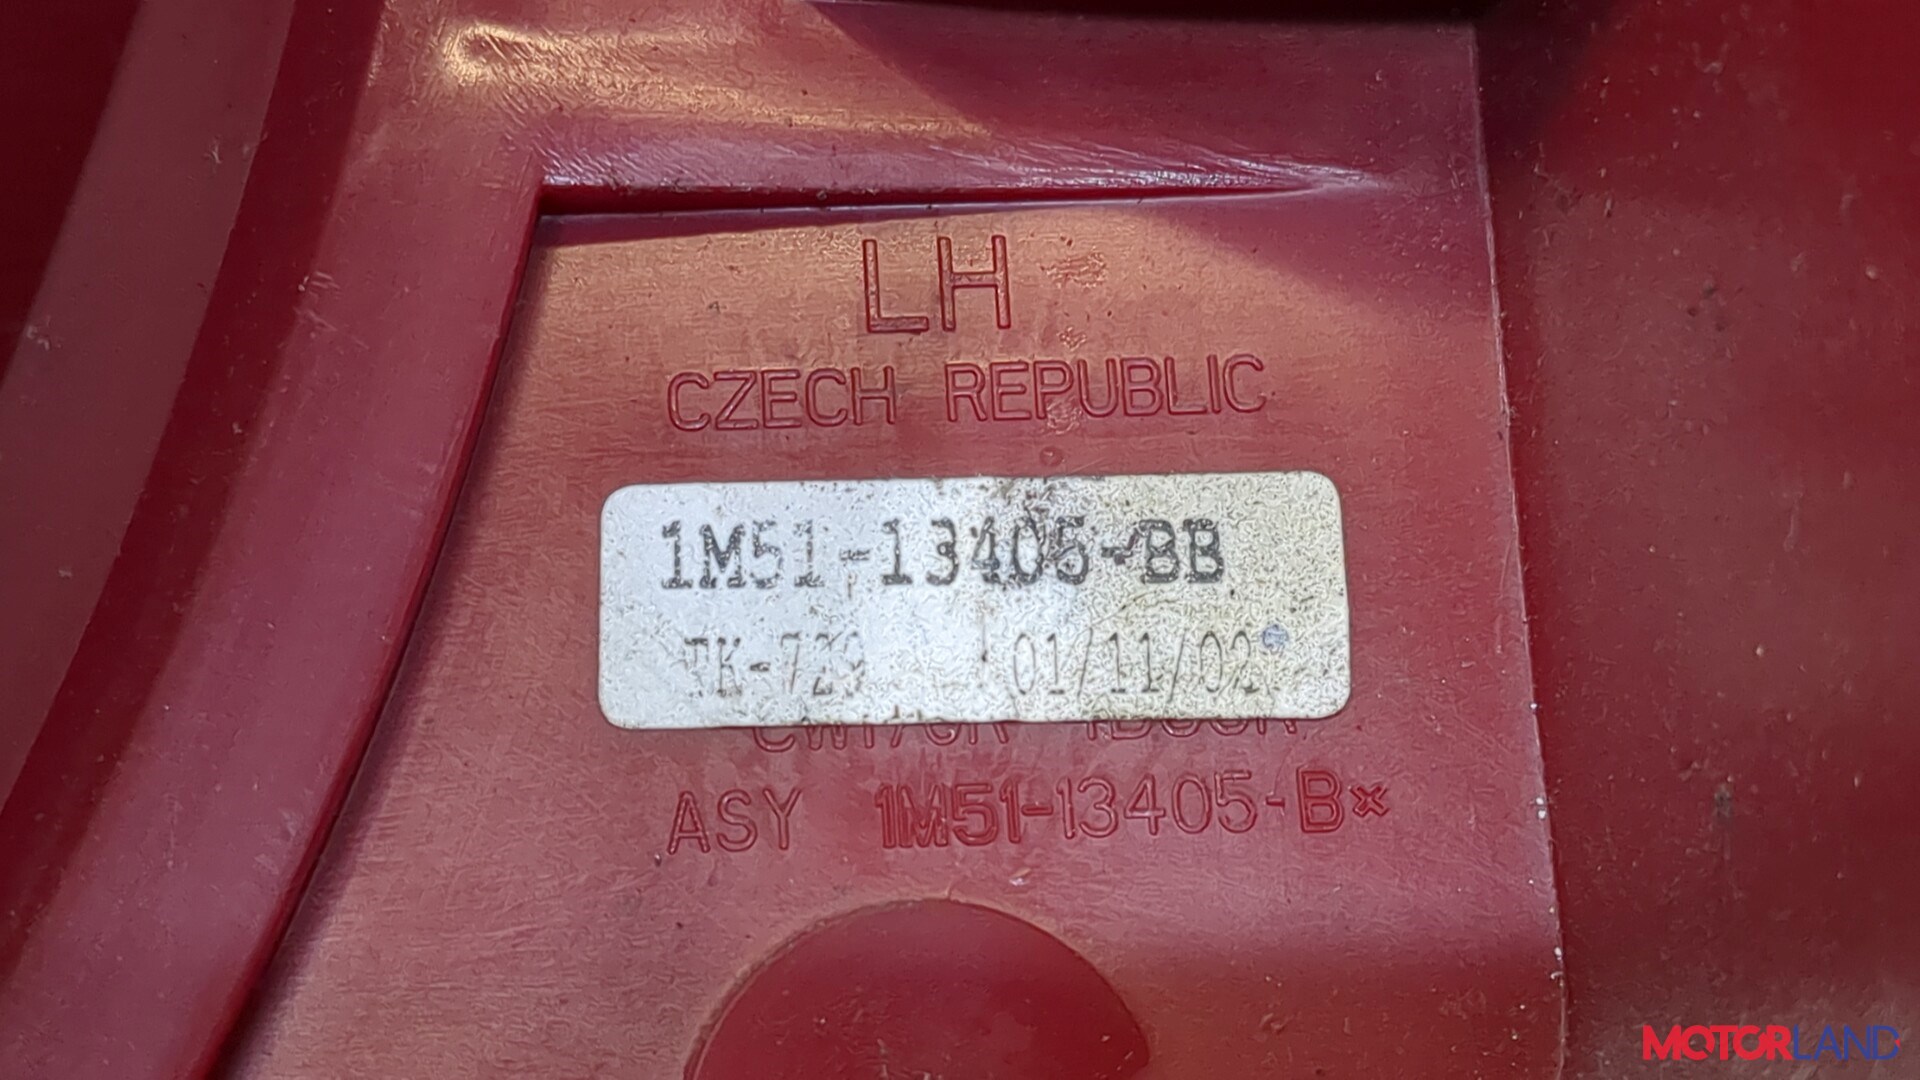 LH
CZECH REPUBLIC
1M51-13405-BB
01/11/02
ASY 1M51-13405-B×
MOTORLAND